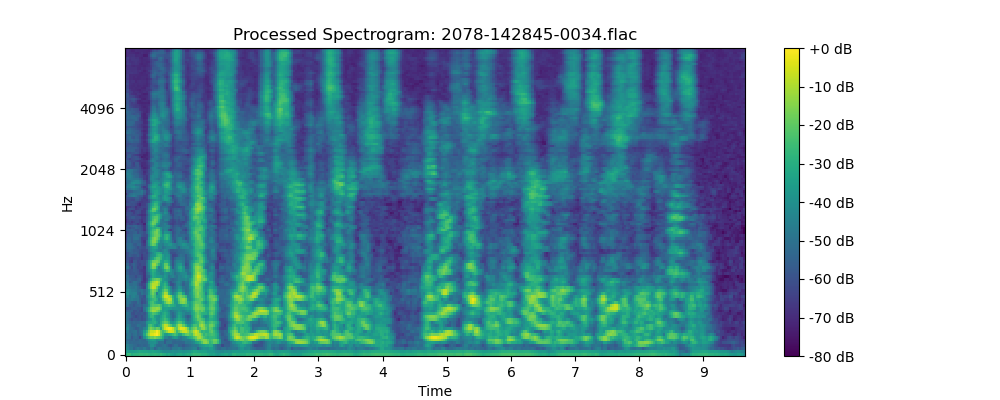 Processed Spectrogram: 2078-142845-0034.flac
+0 dB
-10 dB
-20 dB
-30 dB
-40 dB
-50 dB
-60 dB
-70 dB
-80 dB
Hz
4096
2048
1024
512
0
0 1 2 3 4 5 6 7 8 9
Time